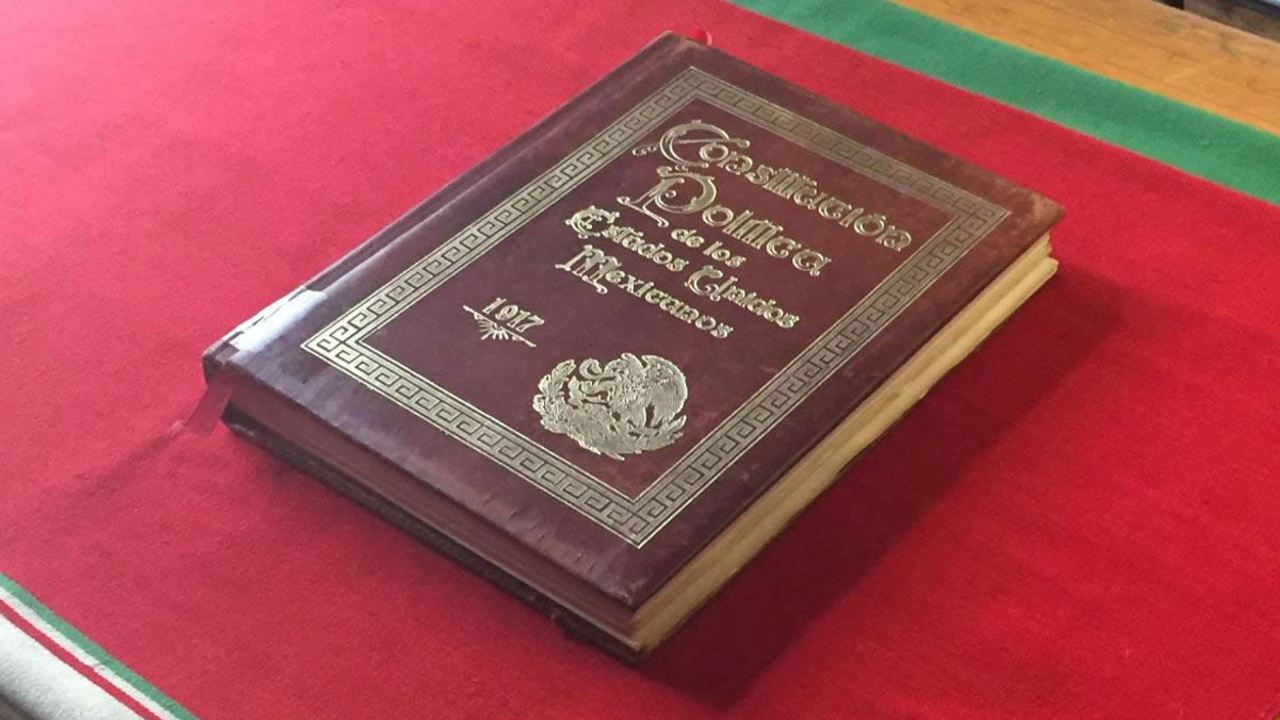 Constitución
Política
de los
Estados Unidos
Mexicanos
1917